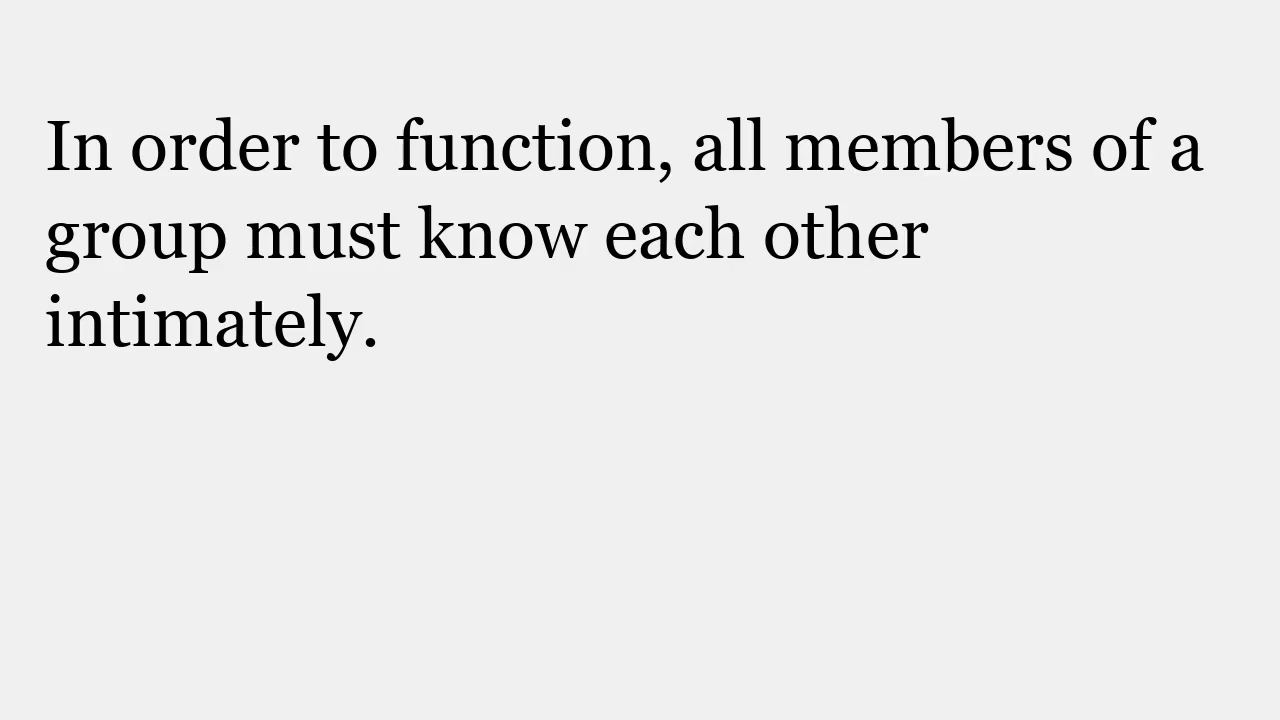 In order to function, all members of a
group must know each other
intimately.